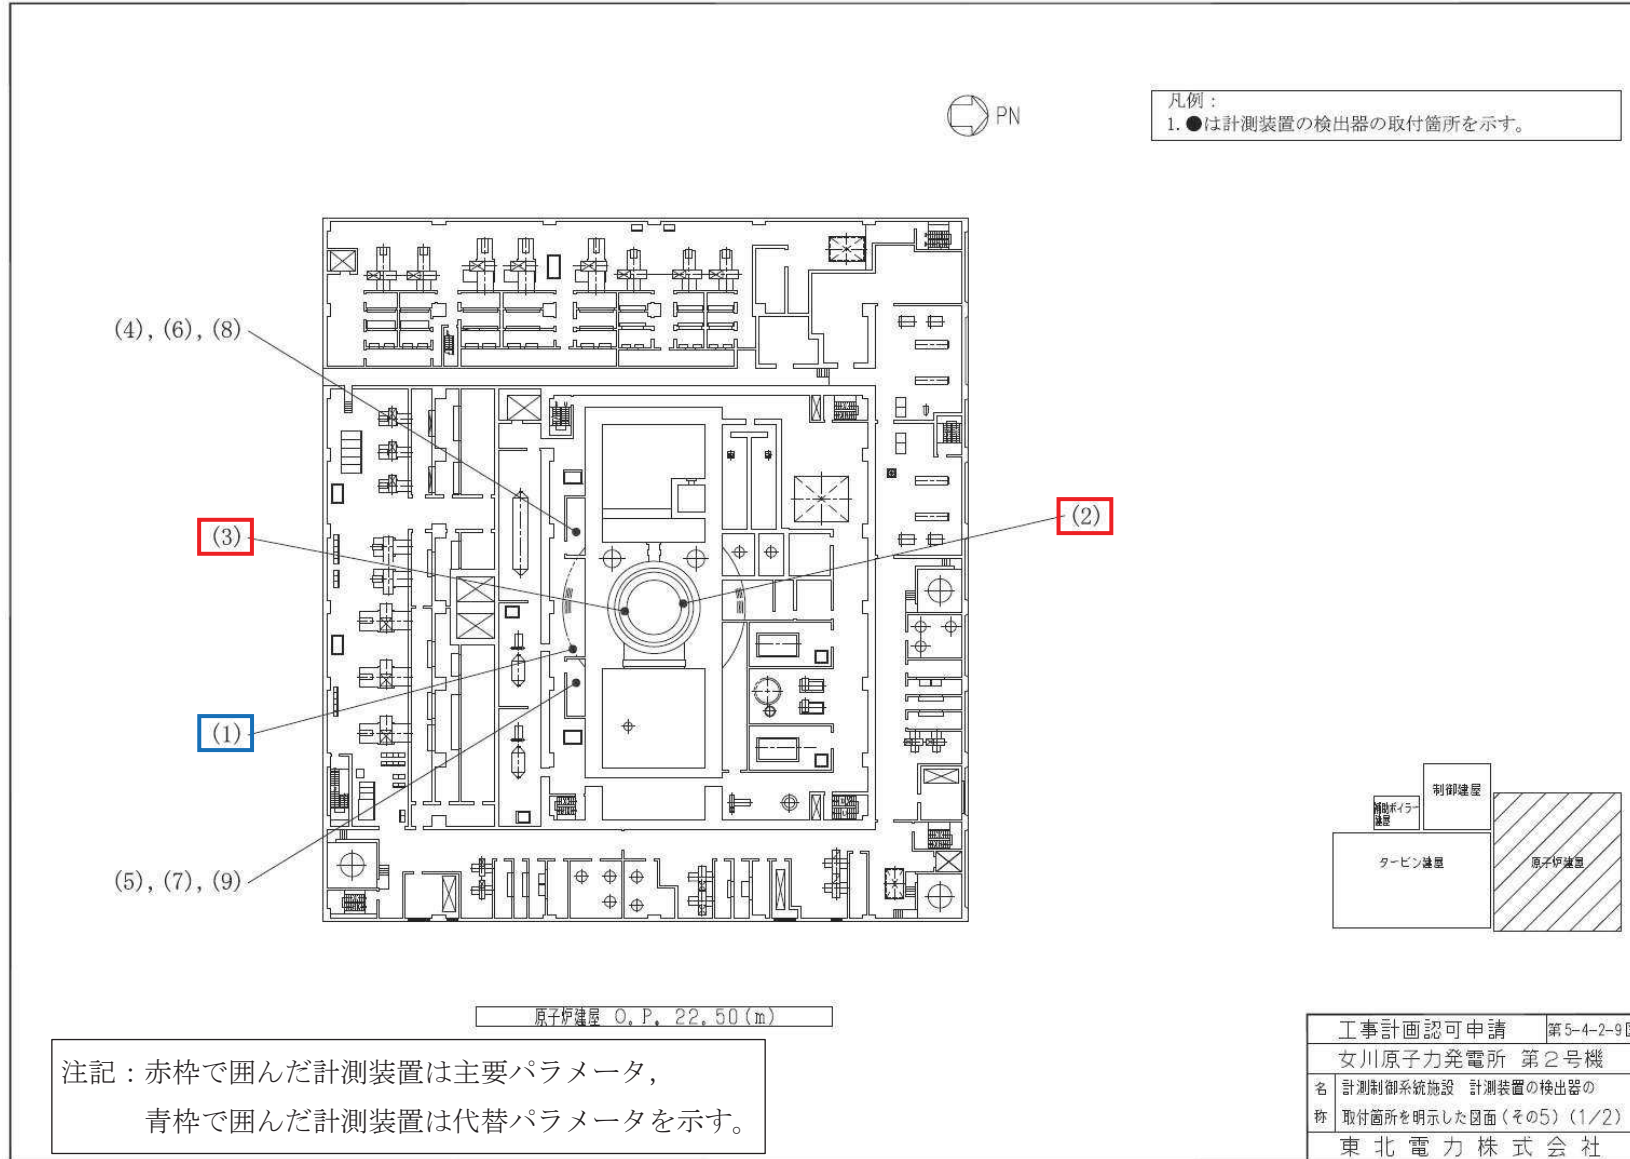 PN
凡例：
1. ●は計測装置の検出器の取付箇所を示す。
(4), (6), (8)
(3)
(2)
(1)
(5), (7), (9)
制御建屋
補助ボイラー
建屋
タービン建屋
原子炉建屋
原子炉建屋 O. P. 22. 50(m)
注記：赤枠で囲んだ計測装置は主要パラメータ，
青枠で囲んだ計測装置は代替パラメータを示す。
工事計画認可申請 第5-4-2-9図
女川原子力発電所 第２号機
名 計測制御系統施設 計測装置の検出器の
称 取付箇所を明示した図面(その5) (1/2)
東北電力株式会社